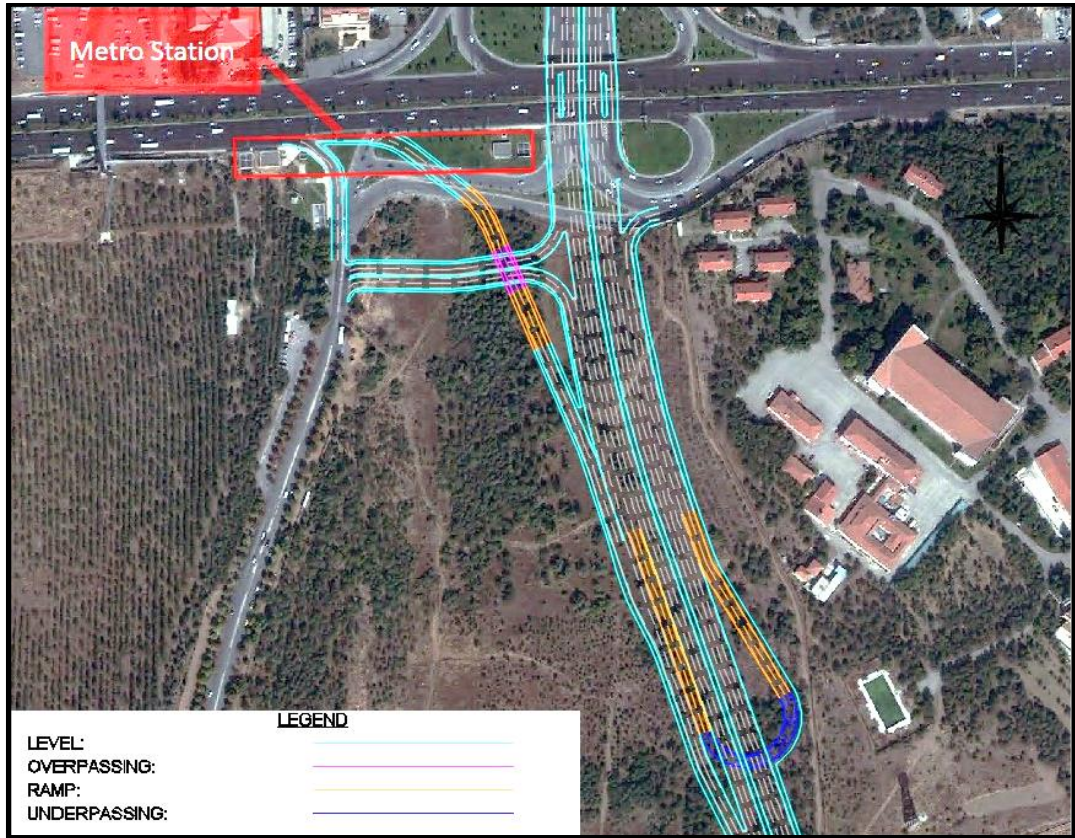 Metro Station
LEGEND
LEVEL:
OVERPASSING:
RAMP:
UNDERPASSING: